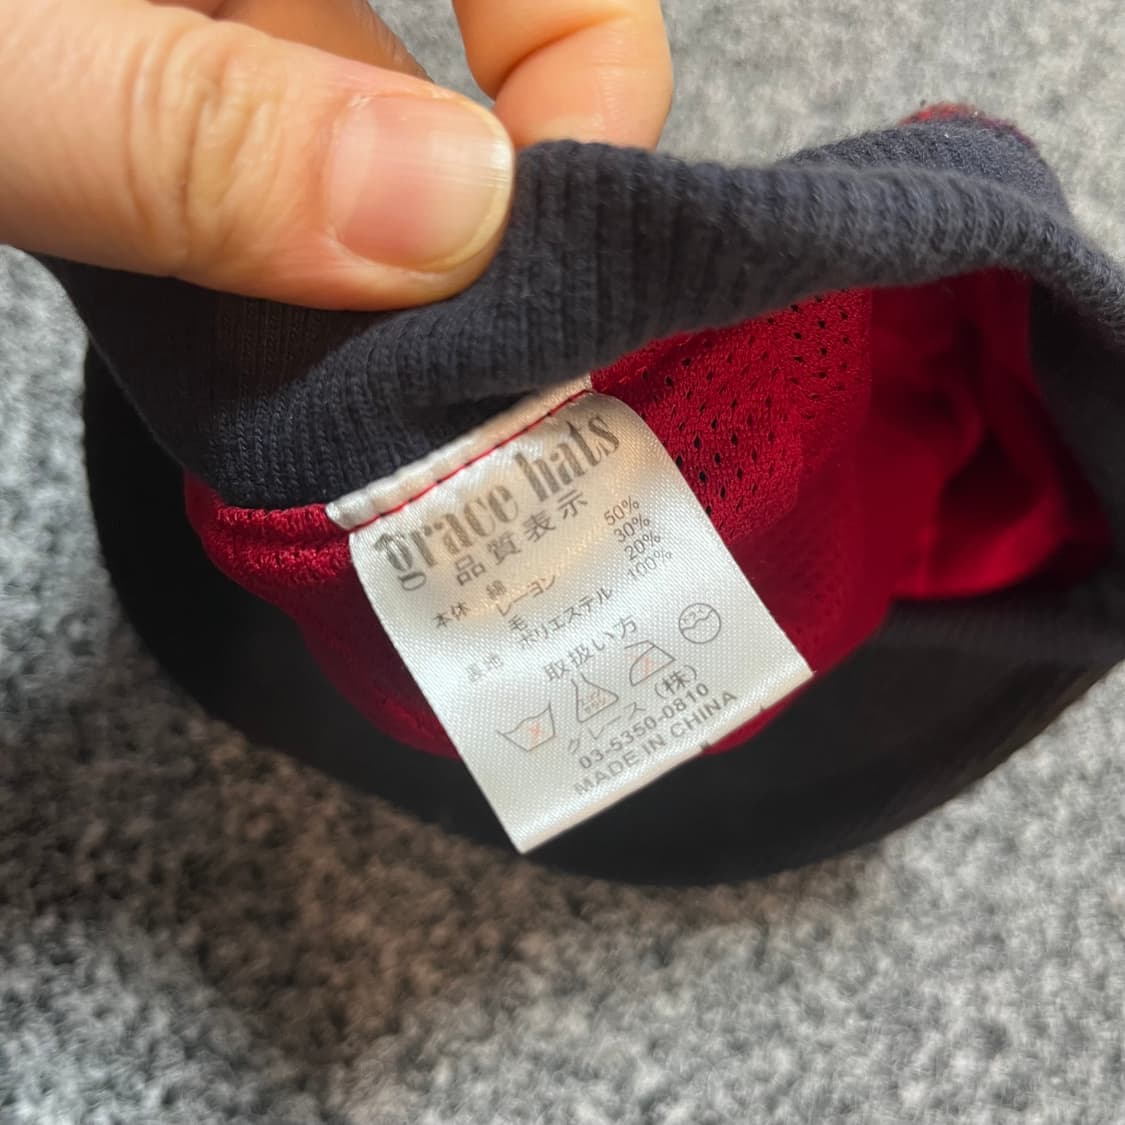 grace hats
品質表示
本体 綿 50%
レーヨン 30%
毛 20%
裏地 ポリエステル 100%
取扱い方
グレース(株)
03-5350-0810
MADE IN CHINA